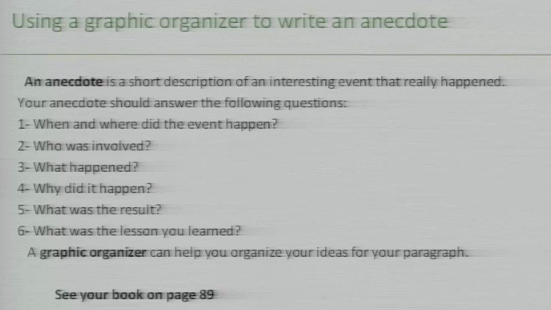 Using a graphic organizer to write an anecdote
An anecdote is a short description of an interesting event that really happened.
Your anecdote should answer the following questions:
1- When and where did the event happen?
2- Who was involved?
3- What happened?
4- Why did it happen?
5- What was the result?
6- What was the lesson you learned?
A graphic organizer can help you organize your ideas for your paragraph.
See your book on page 89